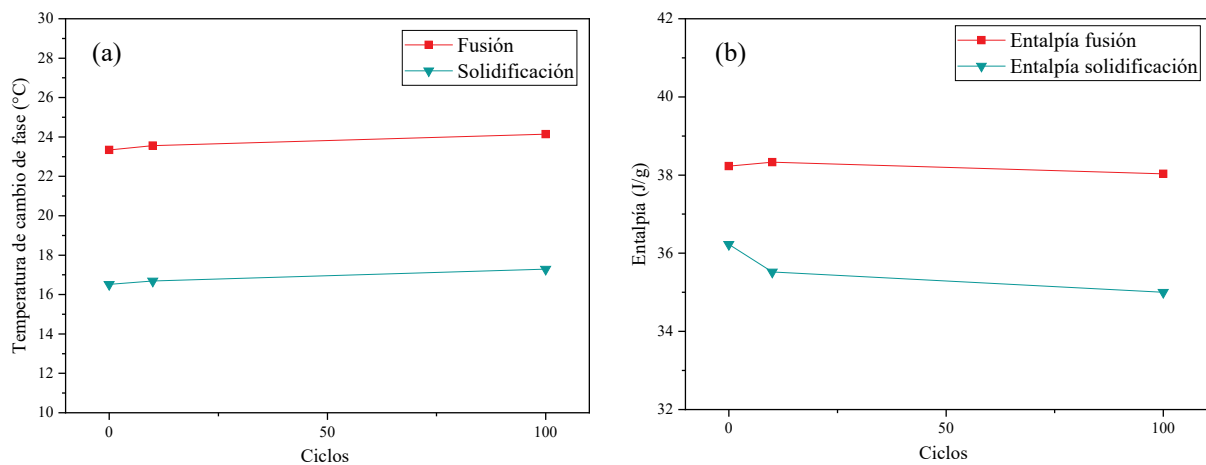 (a)
Fusión
Solidificación
Temperatura de cambio de fase (°C)
30
28
26
24
22
20
18
16
14
12
10
0
50
100
Ciclos
(b)
Entalpía fusión
Entalpía solidificación
Entalpía (J/g)
42
40
38
36
34
32
0
50
100
Ciclos